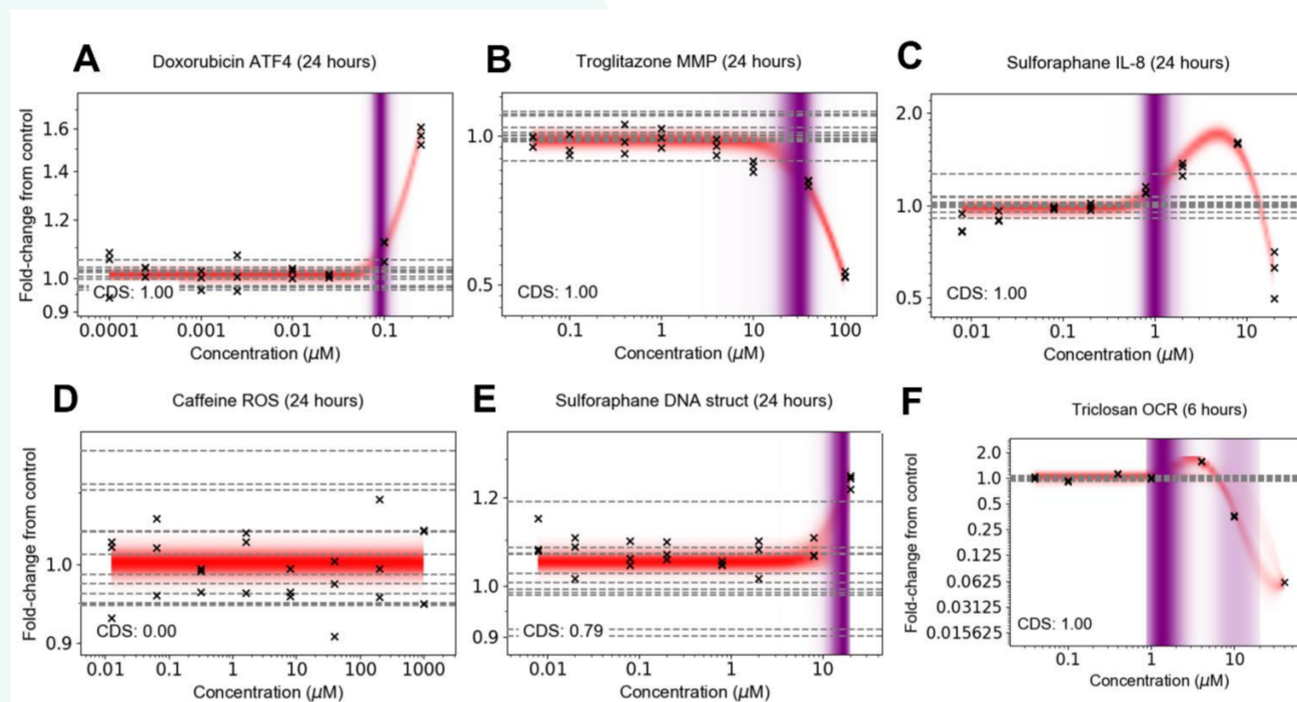 A
Doxorubicin ATF4 (24 hours)
Fold-change from control
1.6
1.4
1.2
1.0
0.9
CDS: 1.00
0.0001 0.001 0.01 0.1
Concentration (μM)
B
Troglitazone MMP (24 hours)
1.0
0.5
CDS: 1.00
0.1 1 10 100
Concentration (μM)
C
Sulforaphane IL-8 (24 hours)
2.0
1.0
0.5
CDS: 1.00
0.01 0.1 1 10
Concentration (μM)
D
Caffeine ROS (24 hours)
Fold-change from control
1.0
0.9
CDS: 0.00
0.01 0.1 1 10 100 1000
Concentration (μM)
E
Sulforaphane DNA struct (24 hours)
1.2
1.0
0.9
CDS: 0.79
0.01 0.1 1 10
Concentration (μM)
F
Triclosan OCR (6 hours)
Fold-change from control
2.0
1.0
0.5
0.25
0.125
0.0625
0.03125
0.015625
CDS: 1.00
0.1 1 10
Concentration (μM)